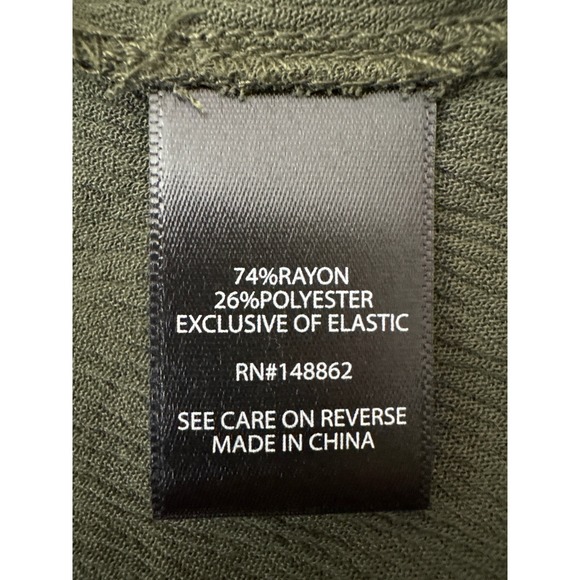 74%RAYON
26%POLYESTER
EXCLUSIVE OF ELASTIC
RN#148862
SEE CARE ON REVERSE
MADE IN CHINA